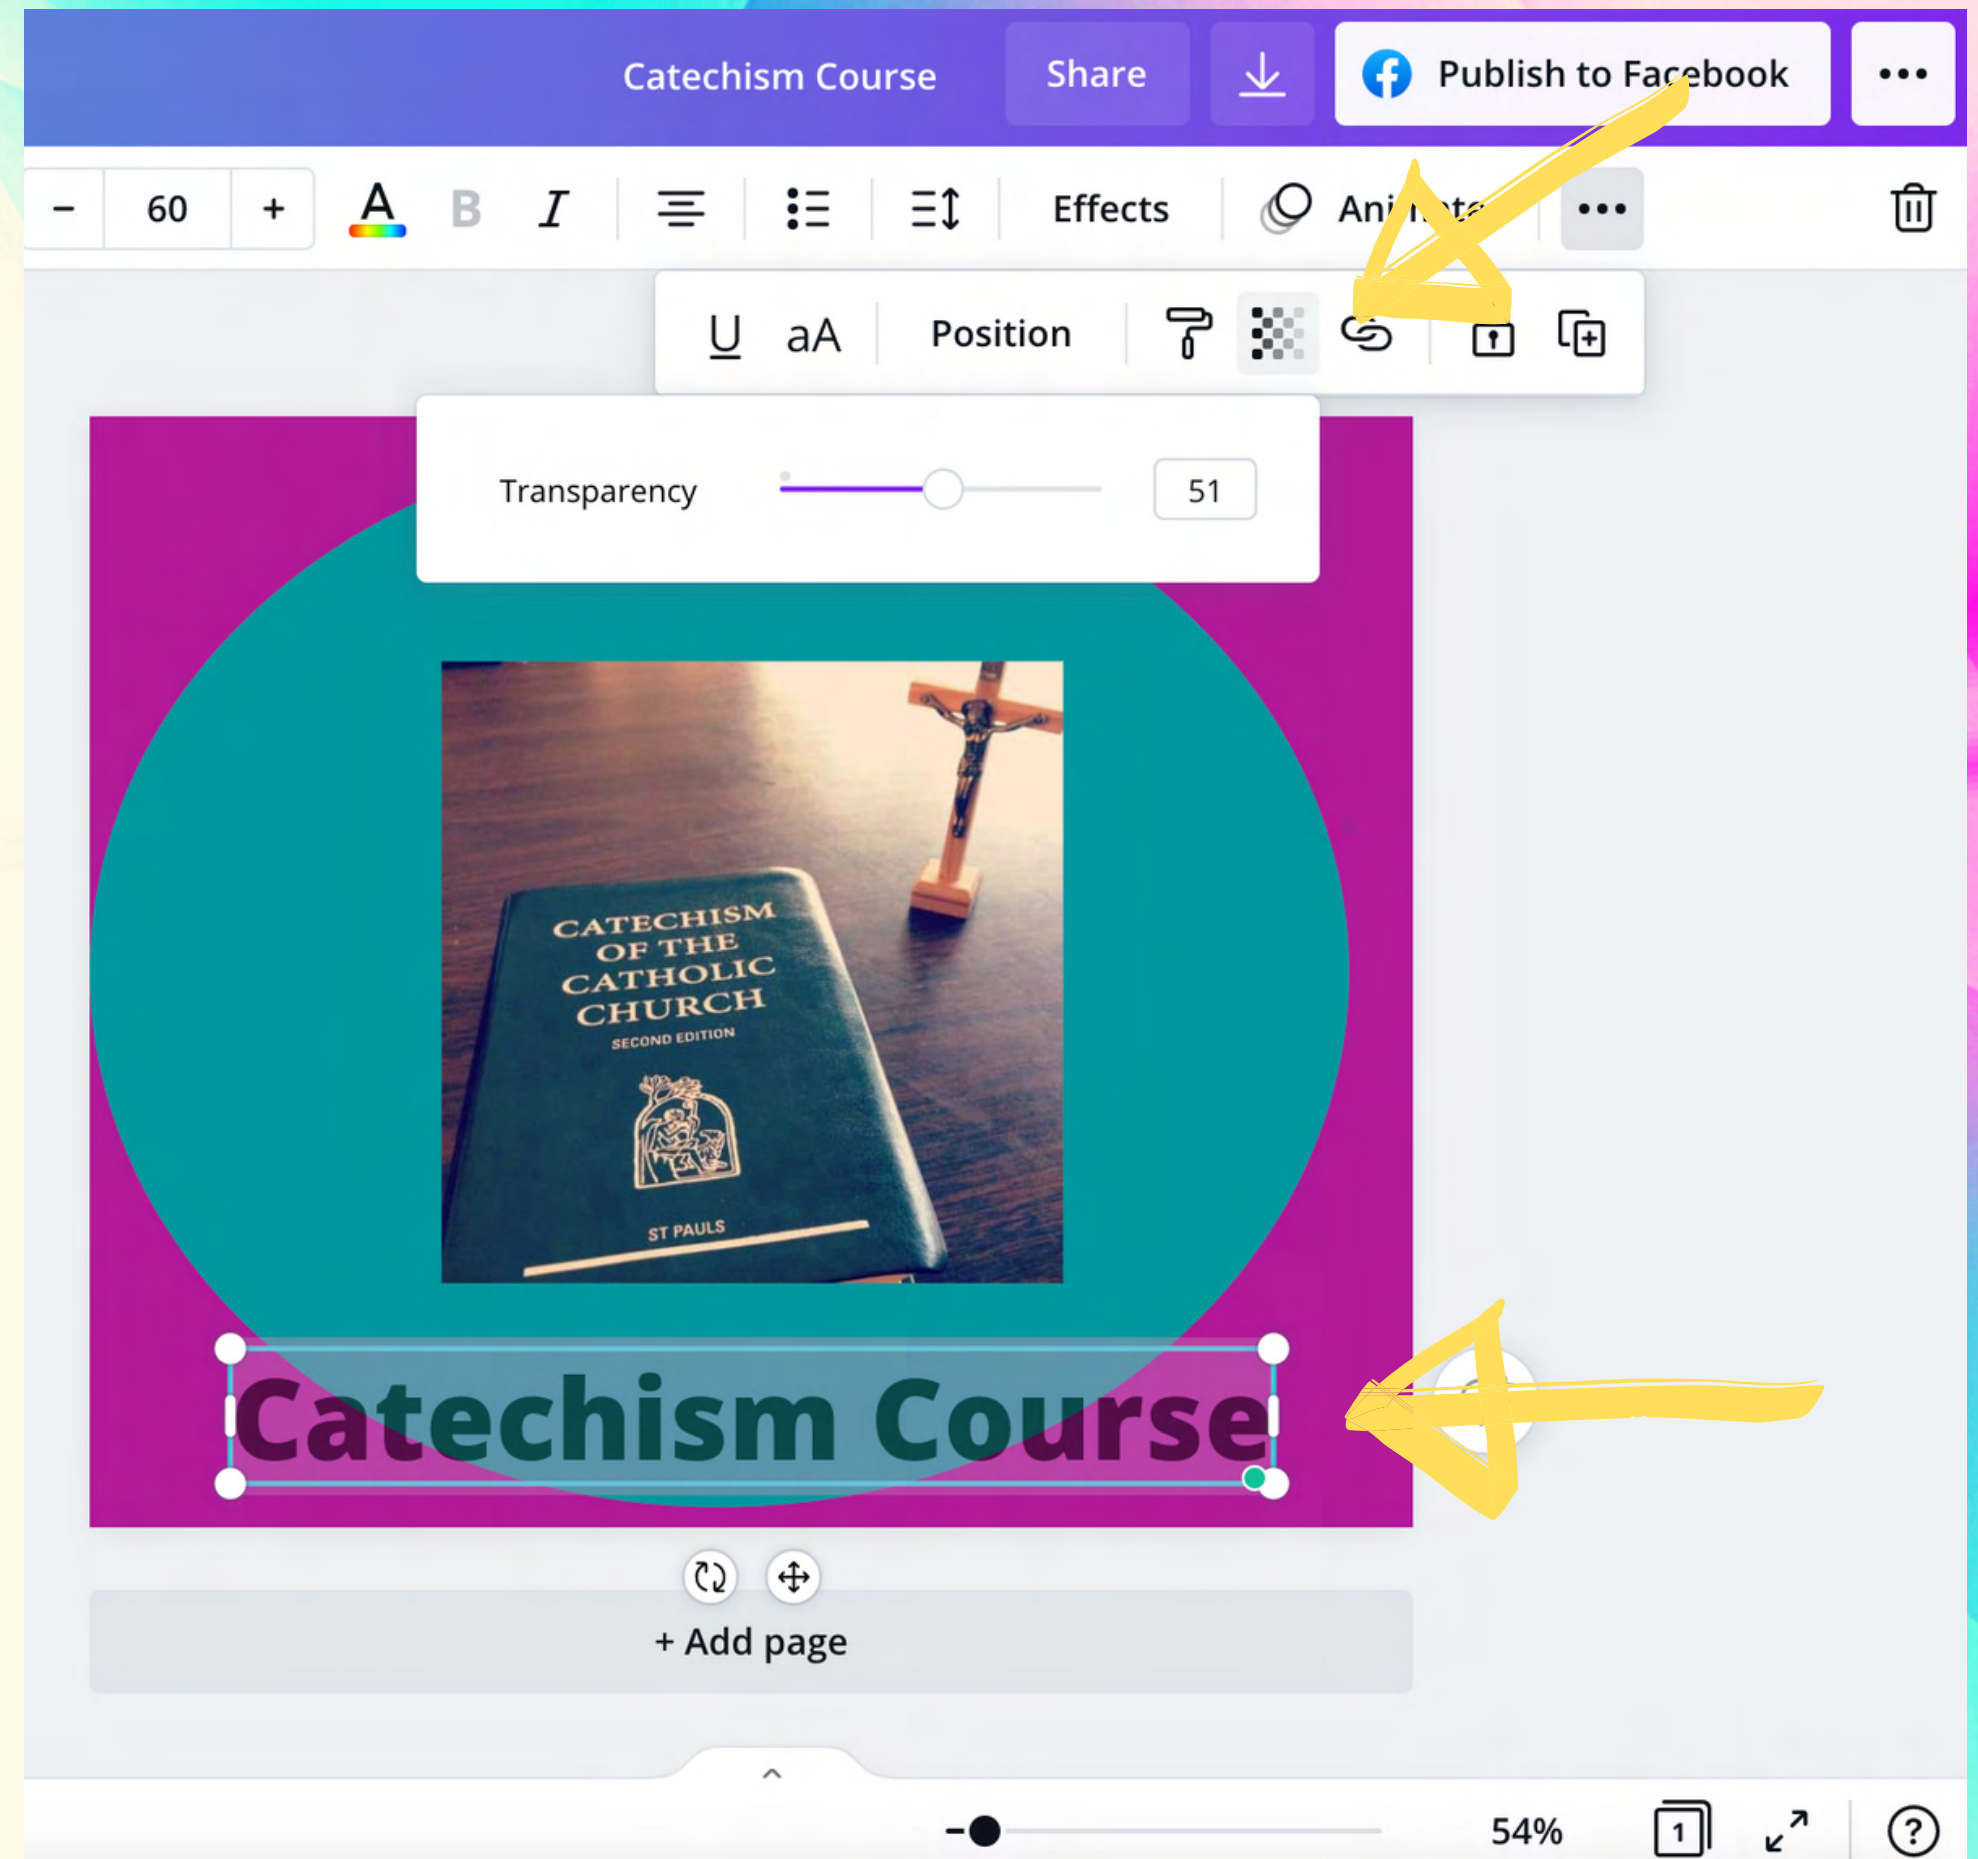 Catechism Course Share Publish to Facebook •••
− 60 + A B I Effects Animate •••
U aA Position
Transparency 51
CATECHISM
OF THE
CATHOLIC
CHURCH
SECOND EDITION
ST PAULS
Catechism Course
+ Add page
54% 1 ?